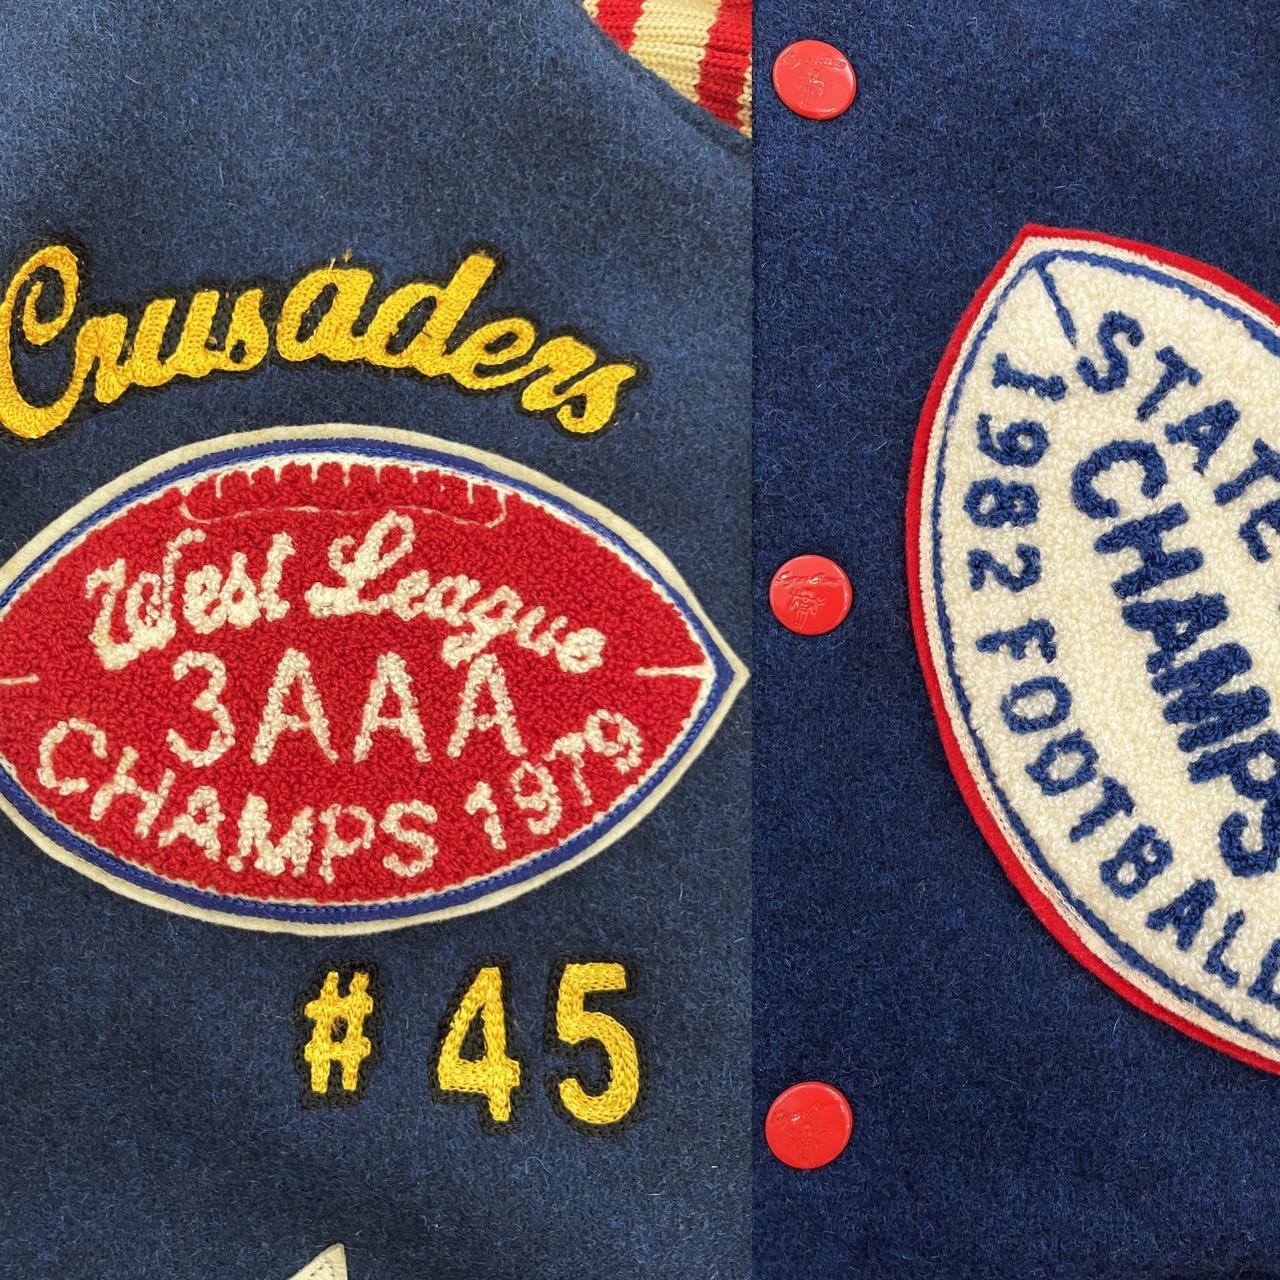 Crusaders
West League
3AAA
CHAMPS 1979
# 45
STATE
CHAMPS
1982 FOOTBALL